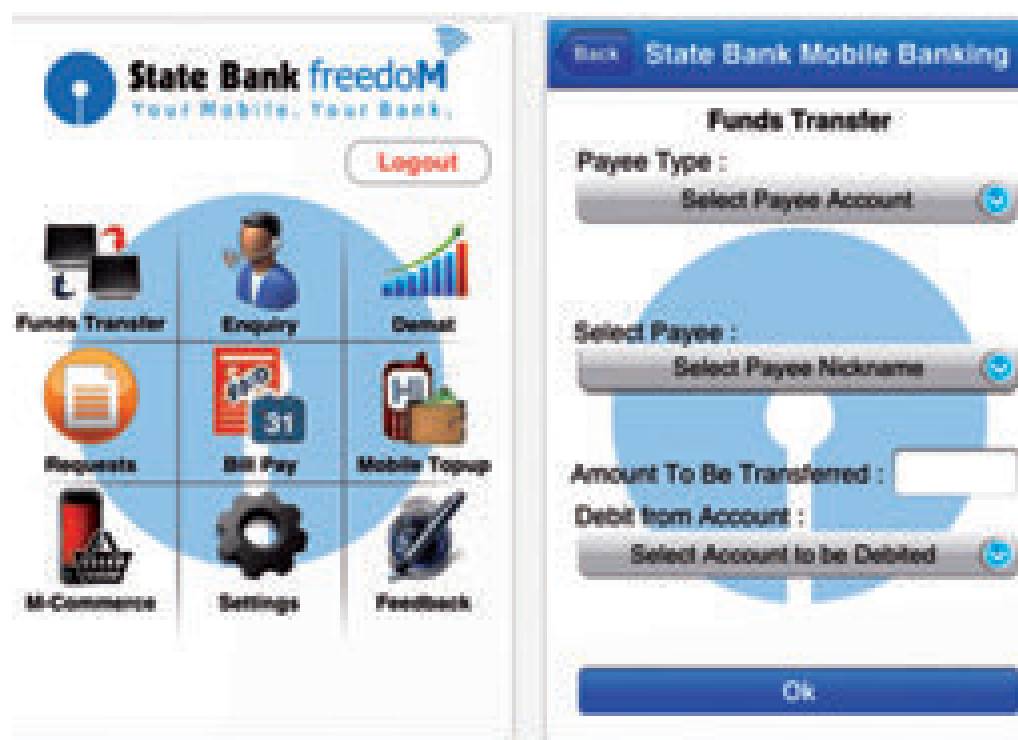 State Bank freedoM
Your Mobile. Your Bank.
Logout
Funds Transfer
Enquiry
Demat
Requests
31
Bill Pay
Mobile Topup
M-Commerce
Settings
Feedback
Back
State Bank Mobile Banking
Funds Transfer
Payee Type :
Select Payee Account
Select Payee :
Select Payee Nickname
Amount To Be Transferred :
Debit from Account :
Select Account to be Debited
Ok